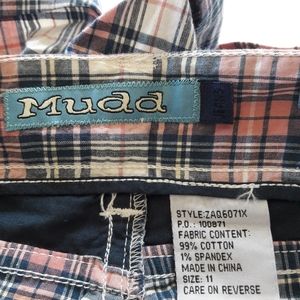 Mudd
STYLE:ZAQ6071X
P.O.: 100871
FABRIC CONTENT:
99% COTTON
1% SPANDEX
MADE IN CHINA
SIZE: 11
CARE ON REVERSE